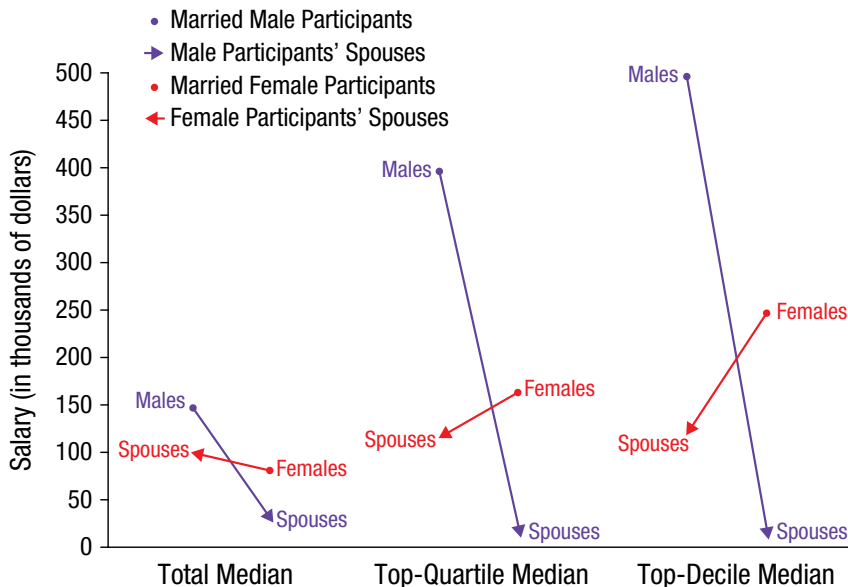 Married Male Participants
Male Participants’ Spouses
Married Female Participants
Female Participants’ Spouses
Salary (in thousands of dollars)
500
450
400
350
300
250
200
150
100
50
0
Males
Spouses
Females
Spouses
Males
Spouses
Females
Spouses
Males
Spouses
Females
Spouses
Total Median
Top-Quartile Median
Top-Decile Median